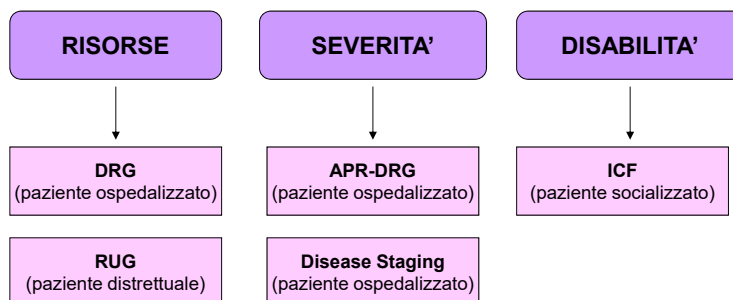 RISORSE
SEVERITA’
DISABILITA’
DRG
(paziente ospedalizzato)
APR-DRG
(paziente ospedalizzato)
ICF
(paziente socializzato)
RUG
(paziente distrettuale)
Disease Staging
(paziente ospedalizzato)